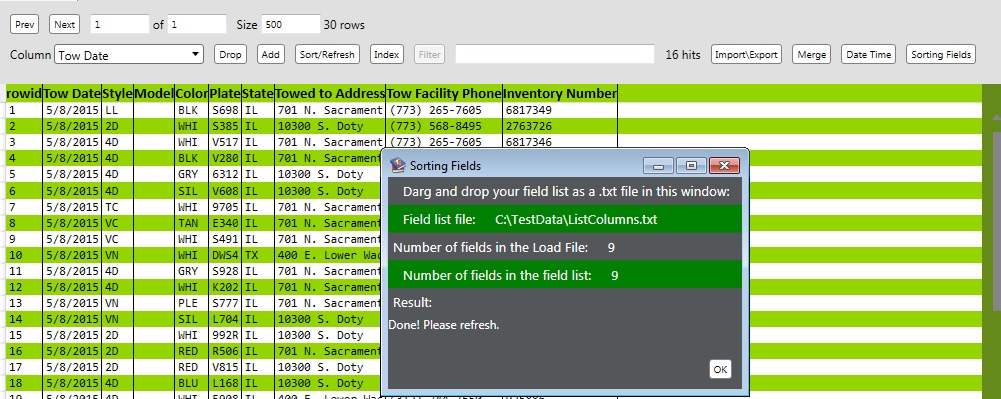 Prev Next 1 of 1 Size 500 30 rows
Column Tow Date Drop Add Sort/Refresh Index Filter 16 hits Import\Export Merge Date Time Sorting Fields
rowid Tow Date Style Model Color Plate State Towed to Address Tow Facility Phone Inventory Number
1 5/8/2015 LL BLK S698 IL 701 N. Sacrament (773) 265-7605 6817349
2 5/8/2015 2D WHI S385 IL 10300 S. Doty (773) 568-8495 2763726
3 5/8/2015 4D WHI V517 IL 701 N. Sacrament (773) 265-7605 6817346
4 5/8/2015 4D BLK V280 IL 701 N. Sacrament
5 5/8/2015 4D GRY 6312 IL 10300 S. Doty
6 5/8/2015 4D SIL V608 IL 10300 S. Doty
7 5/8/2015 TC WHI 9705 IL 701 N. Sacrament
8 5/8/2015 VC TAN E340 IL 701 N. Sacrament
9 5/8/2015 VC WHI S491 IL 701 N. Sacrament
10 5/8/2015 VN WHI DWS4 TX 400 E. Lower Wac
11 5/8/2015 4D GRY S928 IL 701 N. Sacrament
12 5/8/2015 4D WHI K202 IL 701 N. Sacrament
13 5/8/2015 VN PLE S777 IL 701 N. Sacrament
14 5/8/2015 VN SIL L704 IL 10300 S. Doty
15 5/8/2015 2D WHI 992R IL 10300 S. Doty
16 5/8/2015 2D RED R506 IL 701 N. Sacrament
17 5/8/2015 2D RED V815 IL 10300 S. Doty
18 5/8/2015 4D BLU L168 IL 10300 S. Doty
Sorting Fields
Darg and drop your field list as a .txt file in this window:
Field list file: C:\TestData\ListColumns.txt
Number of fields in the Load File: 9
Number of fields in the field list: 9
Result:
Done! Please refresh.
OK